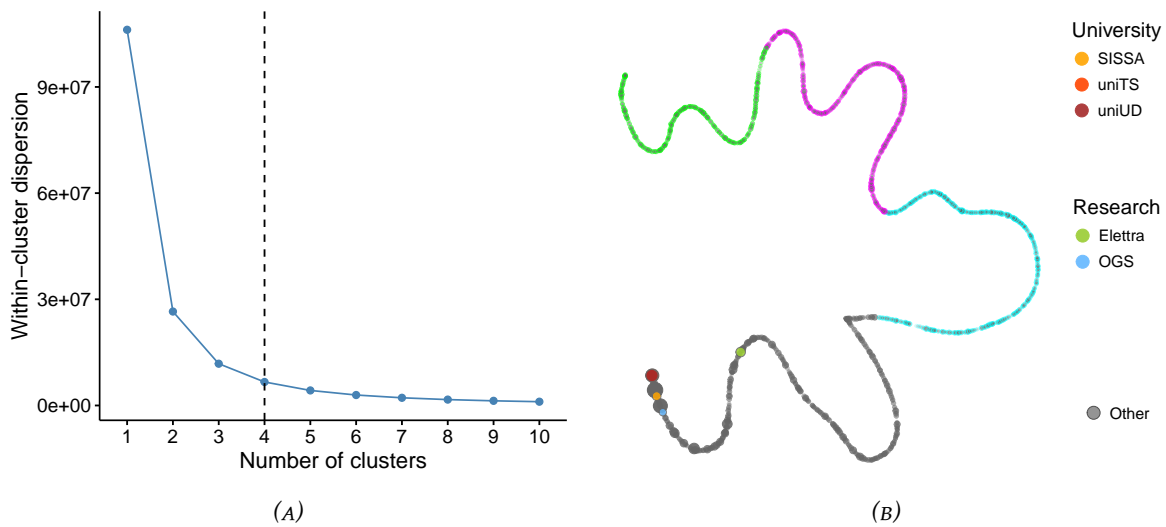 Within−cluster dispersion
9e+07
6e+07
3e+07
0e+00
1 2 3 4 5 6 7 8 9 10
Number of clusters
(A)
University
SISSA
uniTS
uniUD
Research
Elettra
OGS
Other
(B)